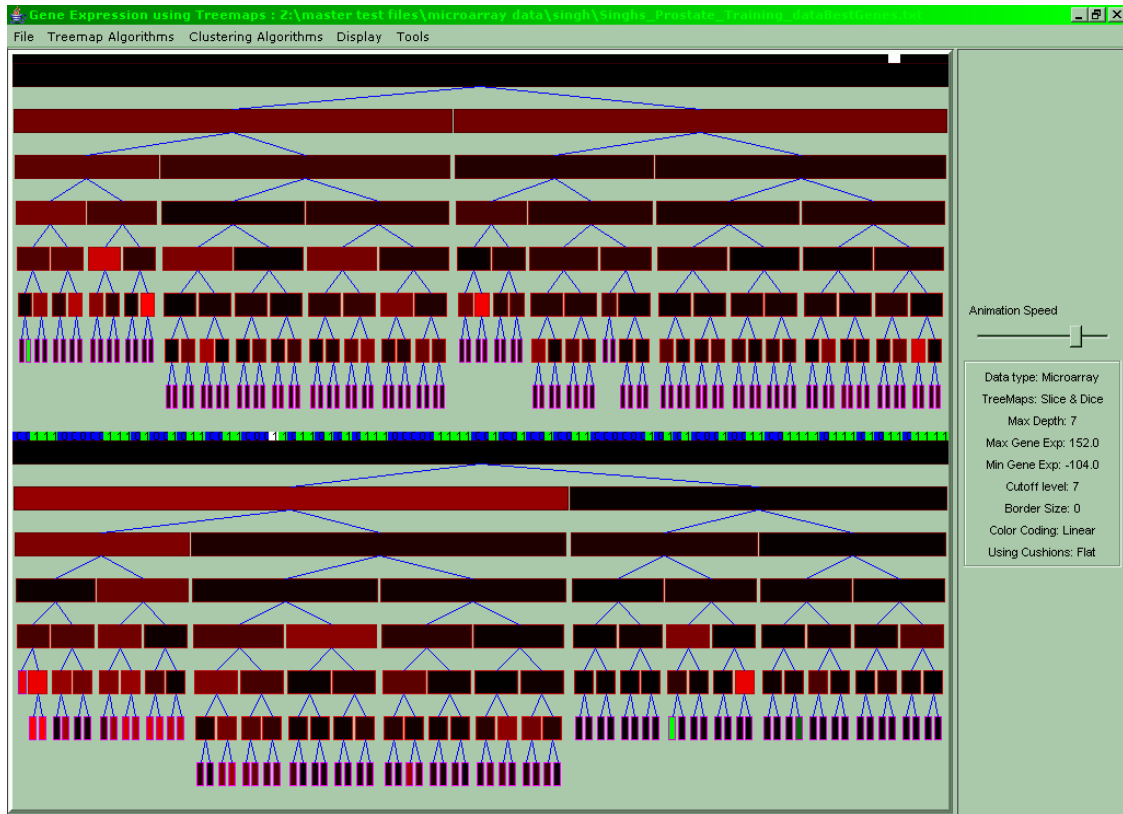 Gene Expression using Treemaps : Z:\master test files\microarray data\singh\Singhs_Prostate_Training_dataBestGenes.txt
File Treemap Algorithms Clustering Algorithms Display Tools
Animation Speed
Data type: Microarray
TreeMaps: Slice & Dice
Max Depth: 7
Max Gene Exp: 152.0
Min Gene Exp: -104.0
Cutoff level: 7
Border Size: 0
Color Coding: Linear
Using Cushions: Flat